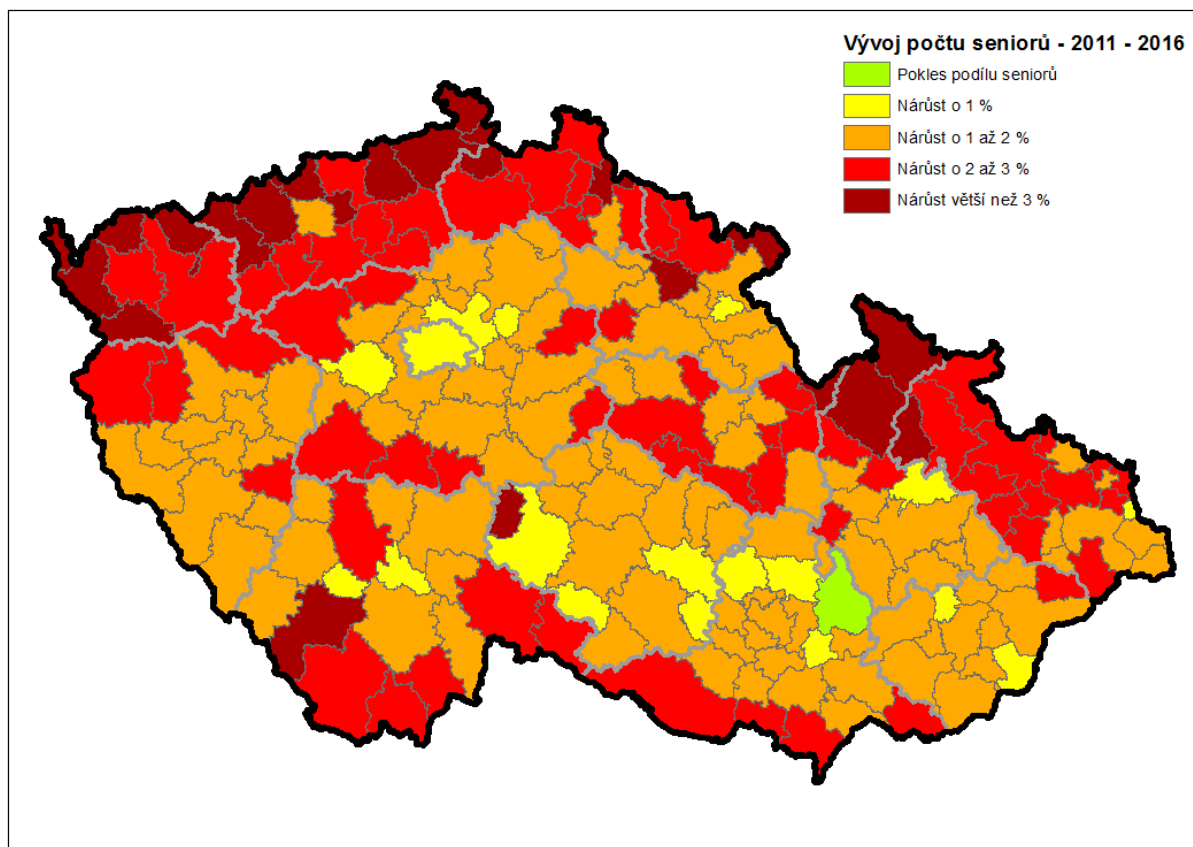 Vývoj počtu seniorů - 2011 - 2016
Pokles podílu seniorů
Nárůst o 1 %
Nárůst o 1 až 2 %
Nárůst o 2 až 3 %
Nárůst větší než 3 %